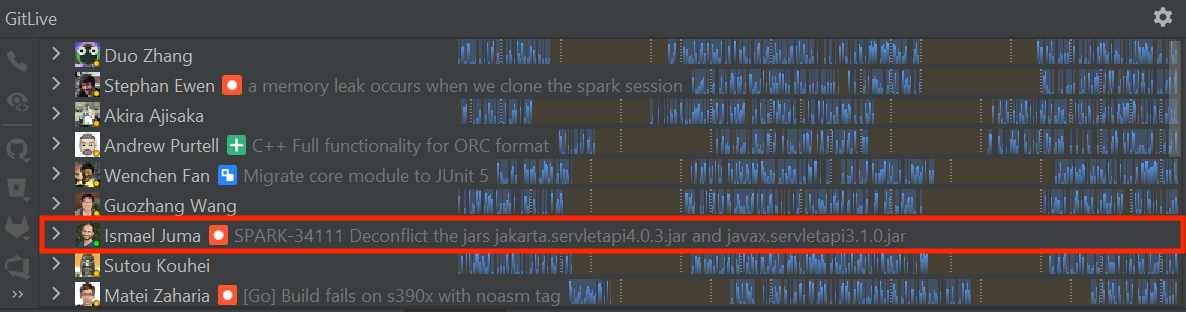 GitLive
Duo Zhang
Stephan Ewen a memory leak occurs when we clone the spark session
Akira Ajisaka
Andrew Purtell C++ Full functionality for ORC format
Wenchen Fan Migrate core module to JUnit 5
Guozhang Wang
Ismael Juma SPARK-34111 Deconflict the jars jakarta.servletapi4.0.3.jar and javax.servletapi3.1.0.jar
Sutou Kouhei
Matei Zaharia [Go] Build fails on s390x with noasm tag